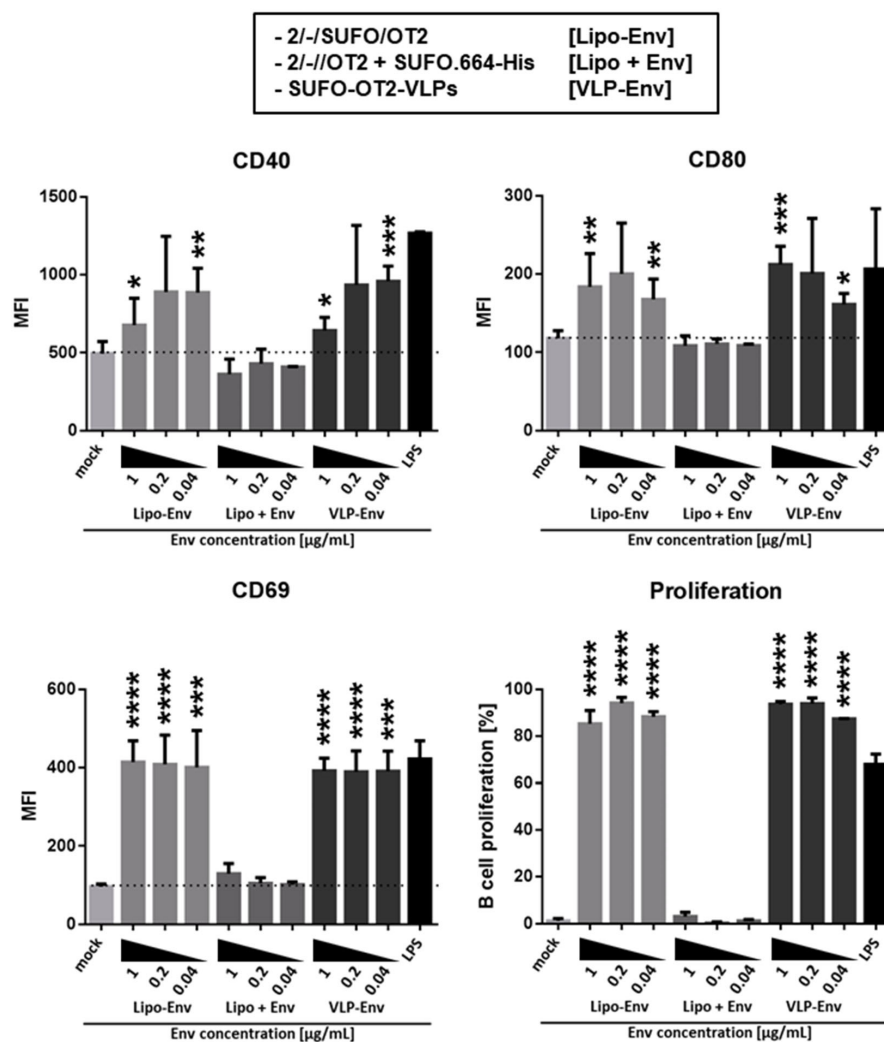 - 2/-/SUFO/OT2 [Lipo-Env]
- 2/-//OT2 + SUFO.664-His [Lipo + Env]
- SUFO-OT2-VLPs [VLP-Env]
CD40
MFI
1500
1000
500
0
* ** * ***
mock 1 0.2 0.04 1 0.2 0.04 1 0.2 0.04 LPS
Lipo-Env Lipo + Env VLP-Env
Env concentration [µg/mL]
CD80
MFI
300
200
100
0
** ** *** *
mock 1 0.2 0.04 1 0.2 0.04 1 0.2 0.04 LPS
Lipo-Env Lipo + Env VLP-Env
Env concentration [µg/mL]
CD69
MFI
600
400
200
0
**** **** *** **** **** ***
mock 1 0.2 0.04 1 0.2 0.04 1 0.2 0.04 LPS
Lipo-Env Lipo + Env VLP-Env
Env concentration [µg/mL]
Proliferation
B cell proliferation [%]
100
80
60
40
20
0
**** **** **** **** **** ****
mock 1 0.2 0.04 1 0.2 0.04 1 0.2 0.04 LPS
Lipo-Env Lipo + Env VLP-Env
Env concentration [µg/mL]